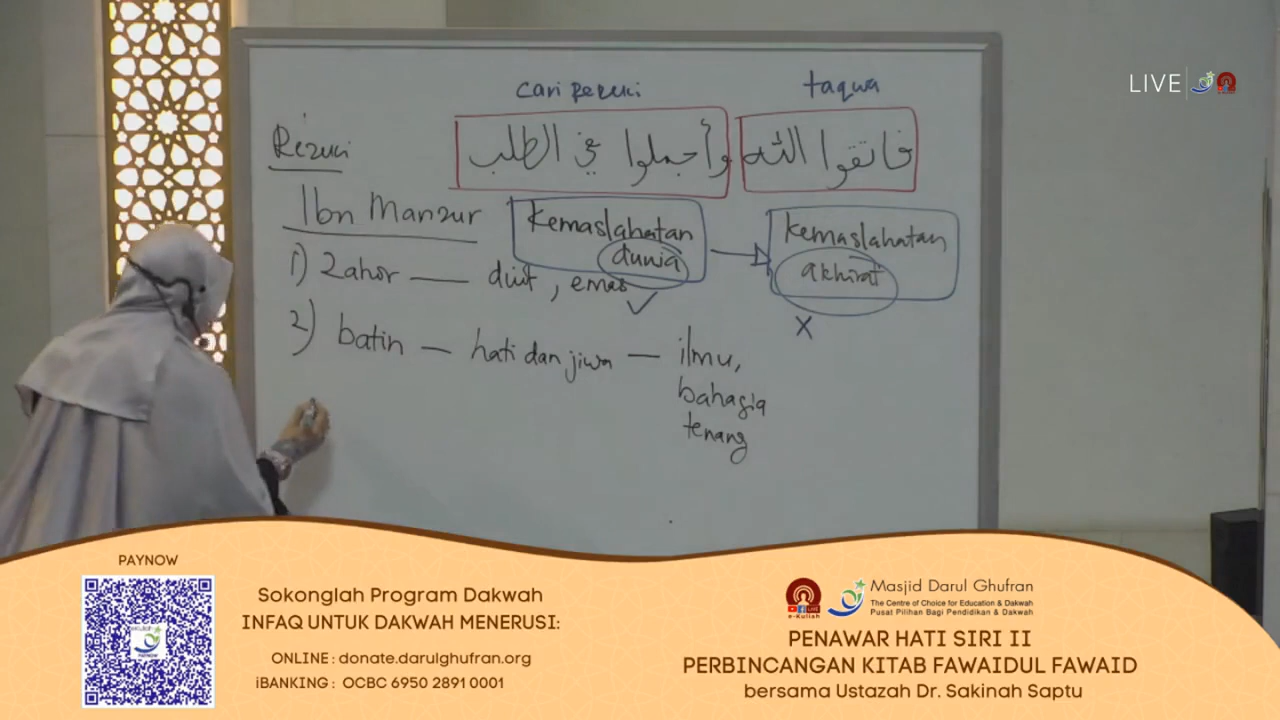 LIVE
cari rezuki
taqwa
Rezuki
فاتقوا الله وأجملوا في الطلب
Ibn Manzur
Kemaslahatan
dunia
Kemaslahatan
akhirat
1) Zahir — duit, emas ✓
X
2) batin — hati dan jiwa — ilmu,
bahagia
tenang
PAYNOW
Sokonglah Program Dakwah
INFAQ UNTUK DAKWAH MENERUSI:
ONLINE : donate.darulghufran.org
iBANKING : OCBC 6950 2891 0001
e-Kuliah
Masjid Darul Ghufran
The Centre of Choice for Education & Dakwah
Pusat Pilihan Bagi Pendidikan & Dakwah
PENAWAR HATI SIRI II
PERBINCANGAN KITAB FAWAIDUL FAWAID
bersama Ustazah Dr. Sakinah Saptu